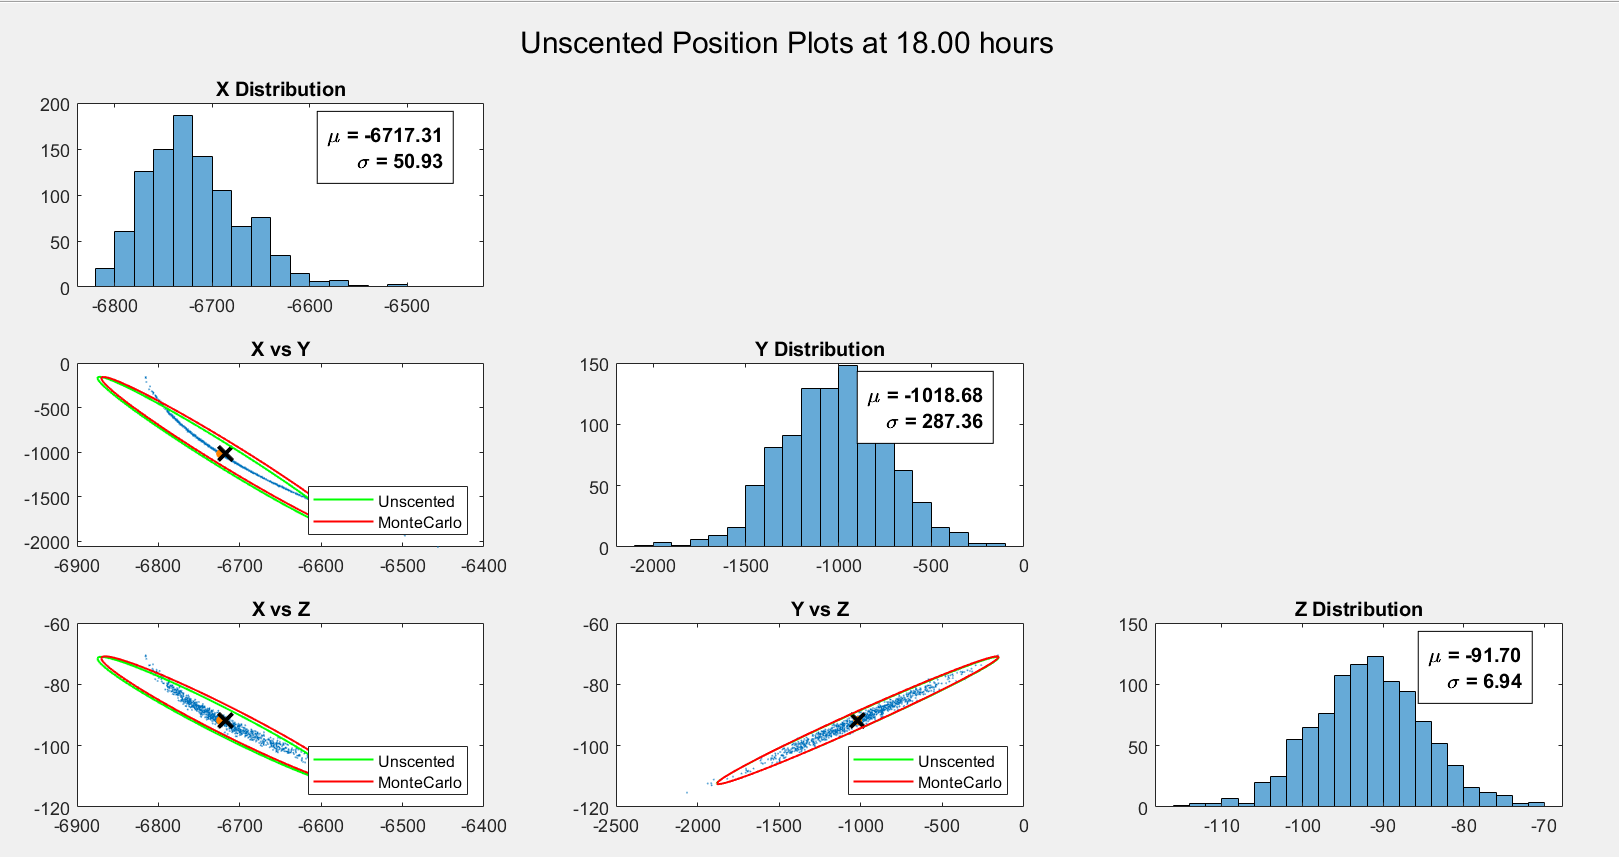 Unscented Position Plots at 18.00 hours
X Distribution
200
150
100
50
0
μ = -6717.31
σ = 50.93
-6800 -6700 -6600 -6500
X vs Y
0
-500
-1000
-1500
-2000
Unscented
MonteCarlo
-6900 -6800 -6700 -6600 -6500 -6400
Y Distribution
150
100
50
0
μ = -1018.68
σ = 287.36
-2000 -1500 -1000 -500 0
X vs Z
-60
-80
-100
-120
Unscented
MonteCarlo
-6900 -6800 -6700 -6600 -6500 -6400
Y vs Z
-60
-80
-100
-120
Unscented
MonteCarlo
-2500 -2000 -1500 -1000 -500 0
Z Distribution
150
100
50
0
μ = -91.70
σ = 6.94
-110 -100 -90 -80 -70